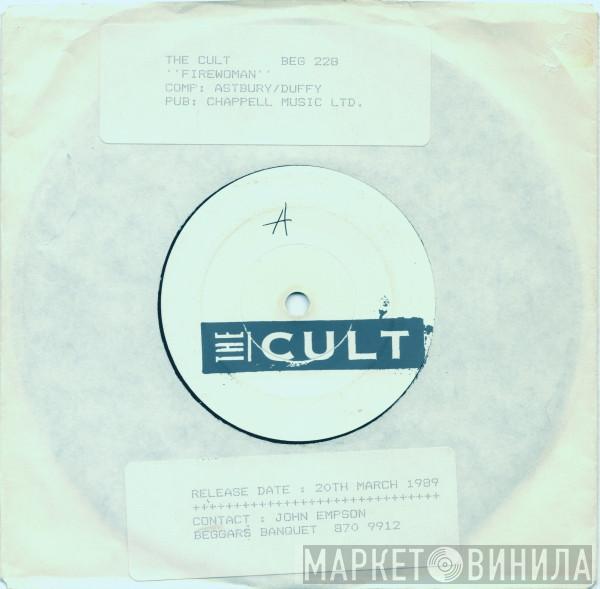 THE CULT BEG 228
''FIREWOMAN''
COMP: ASTBURY/DUFFY
PUB: CHAPPELL MUSIC LTD.
A
THE CULT
RELEASE DATE : 20TH MARCH 1989
++++++++++++++++++++++++++++++
CONTACT : JOHN EMPSON
BEGGARS BANQUET 870 9912
МАРКЕТ ВИНИЛА